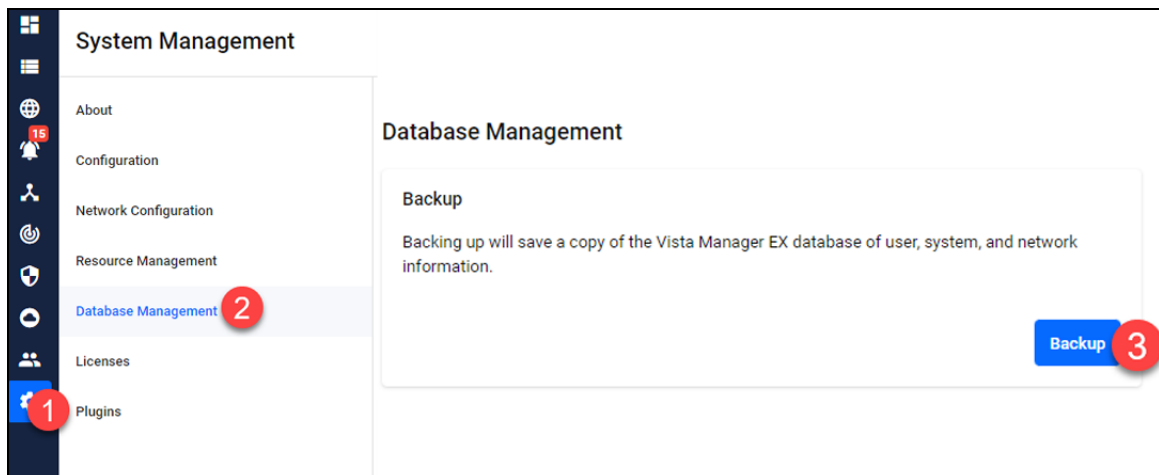 System Management
15
About
Configuration
Network Configuration
Resource Management
Database Management 2
Licenses
1
Plugins
Database Management
Backup
Backing up will save a copy of the Vista Manager EX database of user, system, and network
information.
Backup 3